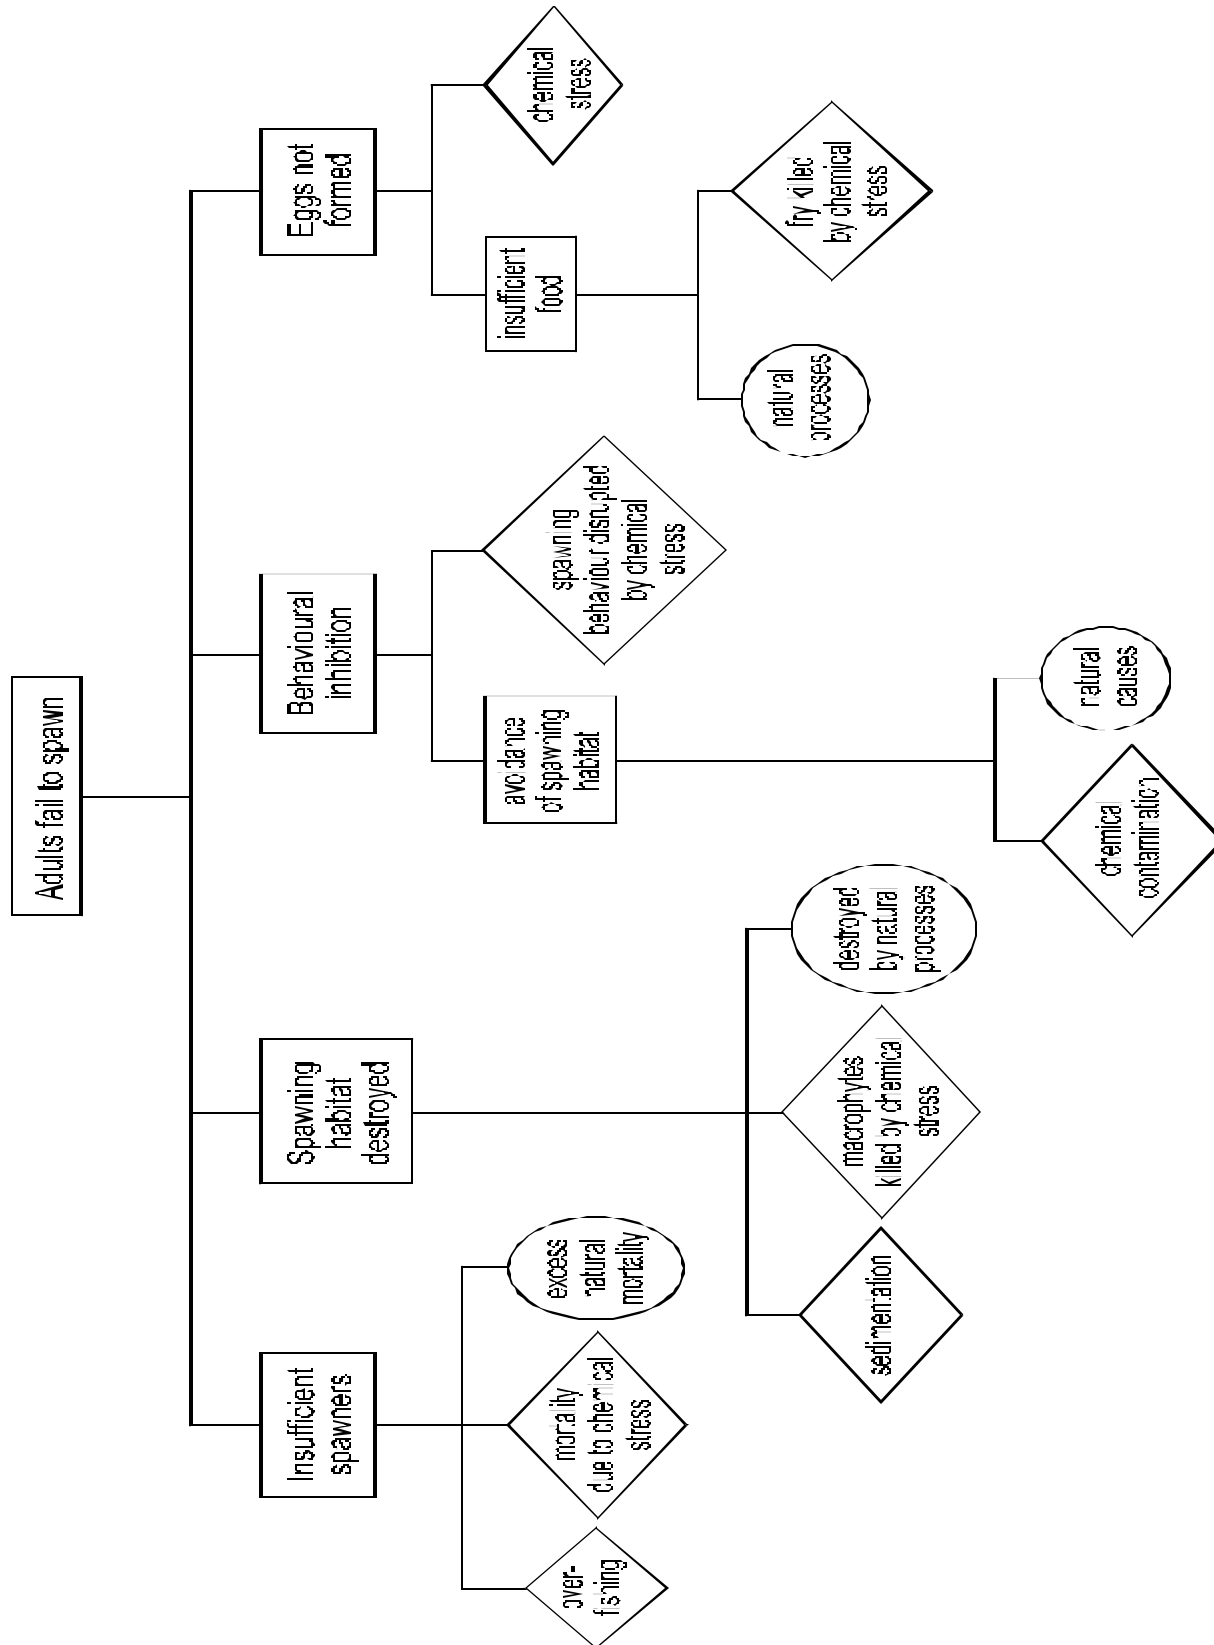 Adults fail to spawn
Insufficient
spawners
Spawning
habitat
destroyed
Behavioural
inhibition
Eggs not
formed
over-
fishing
mortality
due to chemical
stress
excess
natural
mortality
sedimentation
macrophyles
killed by chemical
stress
destroyed
by natural
processes
avoidance
of spawning
habitat
spawning
behaviour disrupted
by chemical
stress
chemical
contamination
natural
causes
insufficient
food
chemical
stress
natural
processes
fry killed
by chemical
stress